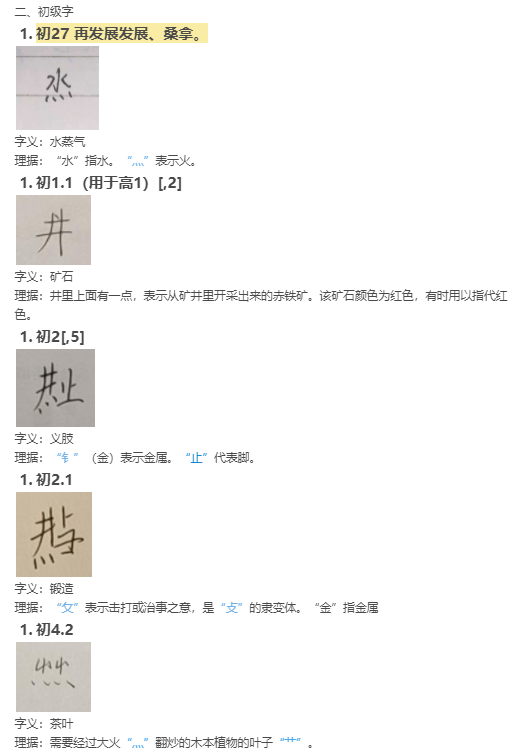 二、初级字
1. 初27 再发展发展、桑拿。
字义：水蒸气
理据：“水”指水。“灬”表示火。
1. 初1.1（用于高1）[,2]
字义：矿石
理据：井里上面有一点，表示从矿井里开采出来的赤铁矿。该矿石颜色为红色，有时用以指代红
色。
1. 初2[,5]
字义：义肢
理据：“钅”（金）表示金属。“止”代表脚。
1. 初2.1
字义：锻造
理据：“攵”表示击打或治事之意，是“攴”的隶变体。“金”指金属
1. 初4.2
字义：茶叶
理据：需要经过大火“灬”翻炒的木本植物的叶子“艹”。